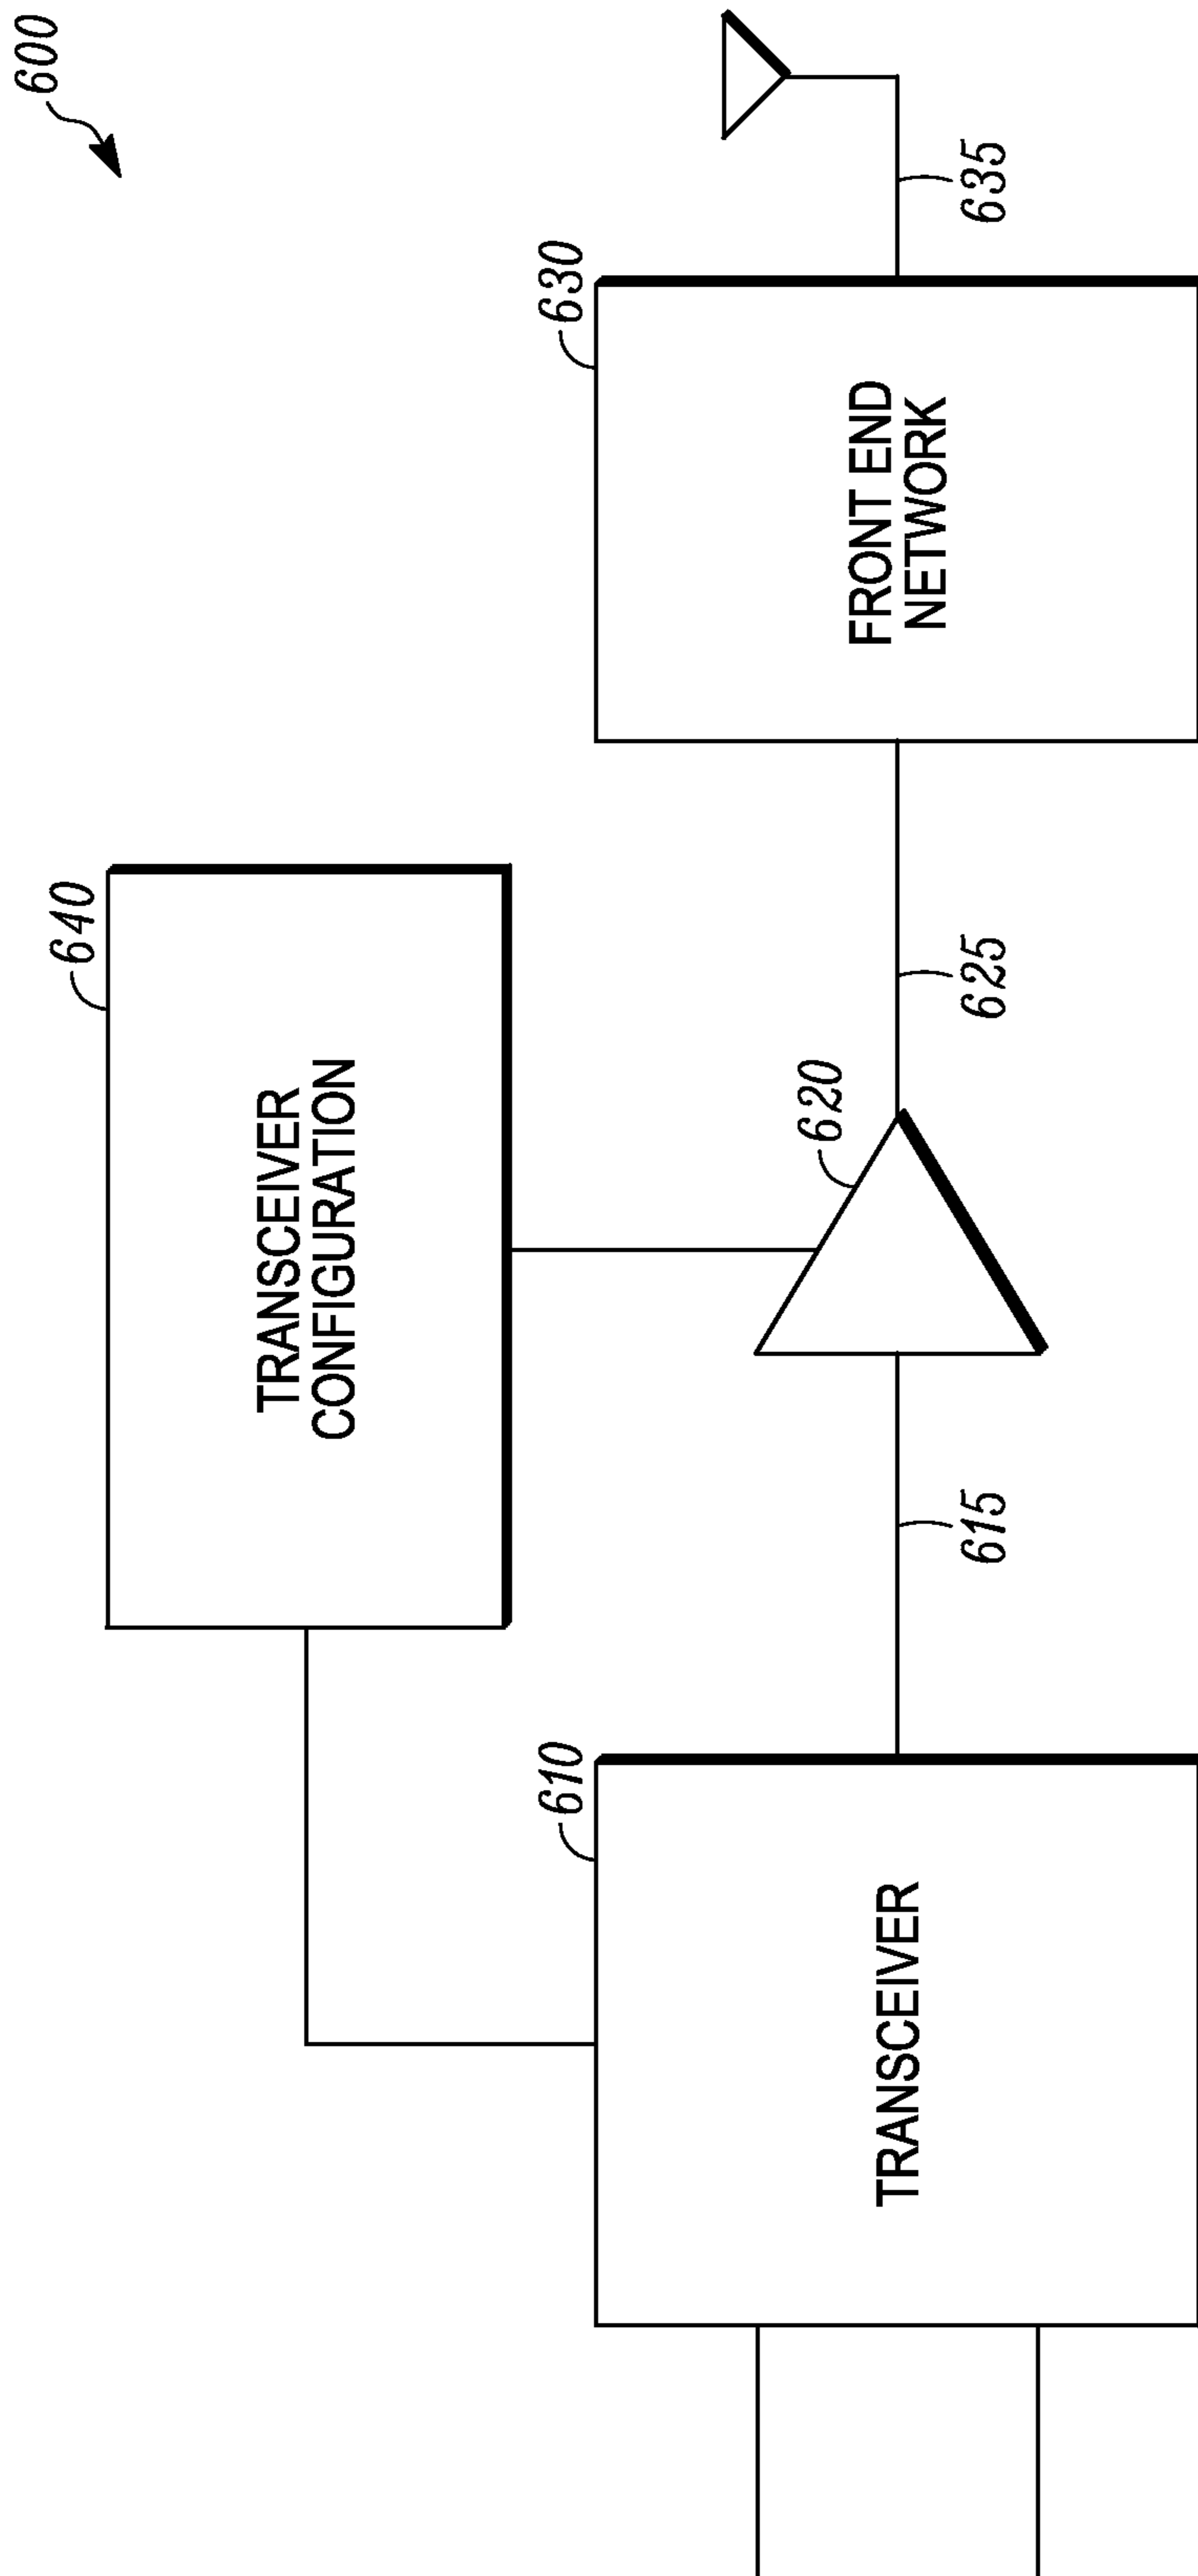 600
640
TRANSCEIVER
CONFIGURATION
610
TRANSCEIVER
615
620
625
630
FRONT END
NETWORK
635